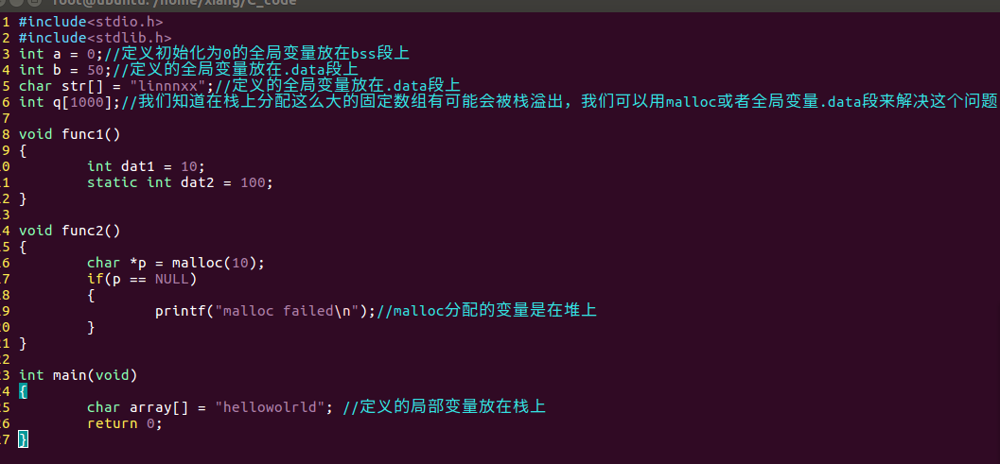 root@ubuntu: /home/xiang/C_code
1 #include<stdio.h>
2 #include<stdlib.h>
3 int a = 0;//定义初始化为0的全局变量放在bss段上
4 int b = 50;//定义的全局变量放在.data段上
5 char str[] = "linnnxx";//定义的全局变量放在.data段上
6 int q[1000];//我们知道在栈上分配这么大的固定数组有可能会被栈溢出，我们可以用malloc或者全局变量.data段来解决这个问题
7
8 void func1()
9 {
0         int dat1 = 10;
1         static int dat2 = 100;
2 }
3
4 void func2()
5 {
6         char *p = malloc(10);
7         if(p == NULL)
8         {
9                 printf("malloc failed\n");//malloc分配的变量是在堆上
0         }
1 }
2
3 int main(void)
4 {
5         char array[] = "hellowolrld"; //定义的局部变量放在栈上
6         return 0;
7 }